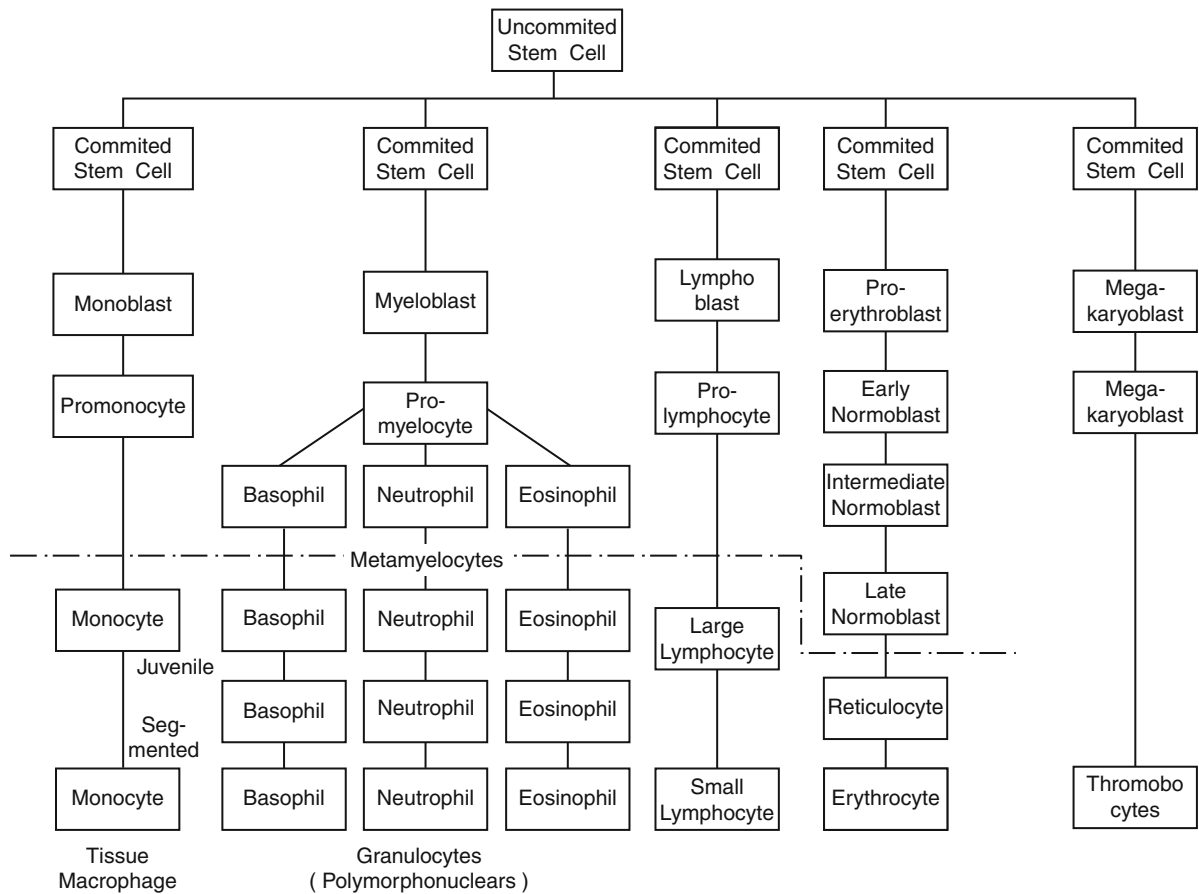 Uncommited
Stem Cell
Commited
Stem Cell
Commited
Stem Cell
Commited
Stem Cell
Commited
Stem Cell
Commited
Stem Cell
Monoblast
Myeloblast
Lympho
blast
Pro-
erythroblast
Mega-
karyoblast
Promonocyte
Pro-
myelocyte
Pro-
lymphocyte
Early
Normoblast
Mega-
karyoblast
Basophil
Neutrophil
Eosinophil
Intermediate
Normoblast
Metamyelocytes
Monocyte
Basophil
Neutrophil
Eosinophil
Large
Lymphocyte
Late
Normoblast
Juvenile
Basophil
Neutrophil
Eosinophil
Reticulocyte
Seg-
mented
Monocyte
Basophil
Neutrophil
Eosinophil
Small
Lymphocyte
Erythrocyte
Thromobo
cytes
Tissue
Macrophage
Granulocytes
( Polymorphonuclears )